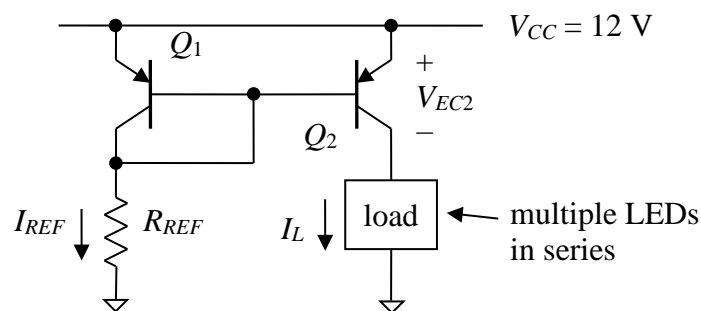 V_CC = 12 V
Q1
+
V_EC2
−
Q2
I_REF
R_REF
I_L
load
multiple LEDs
in series